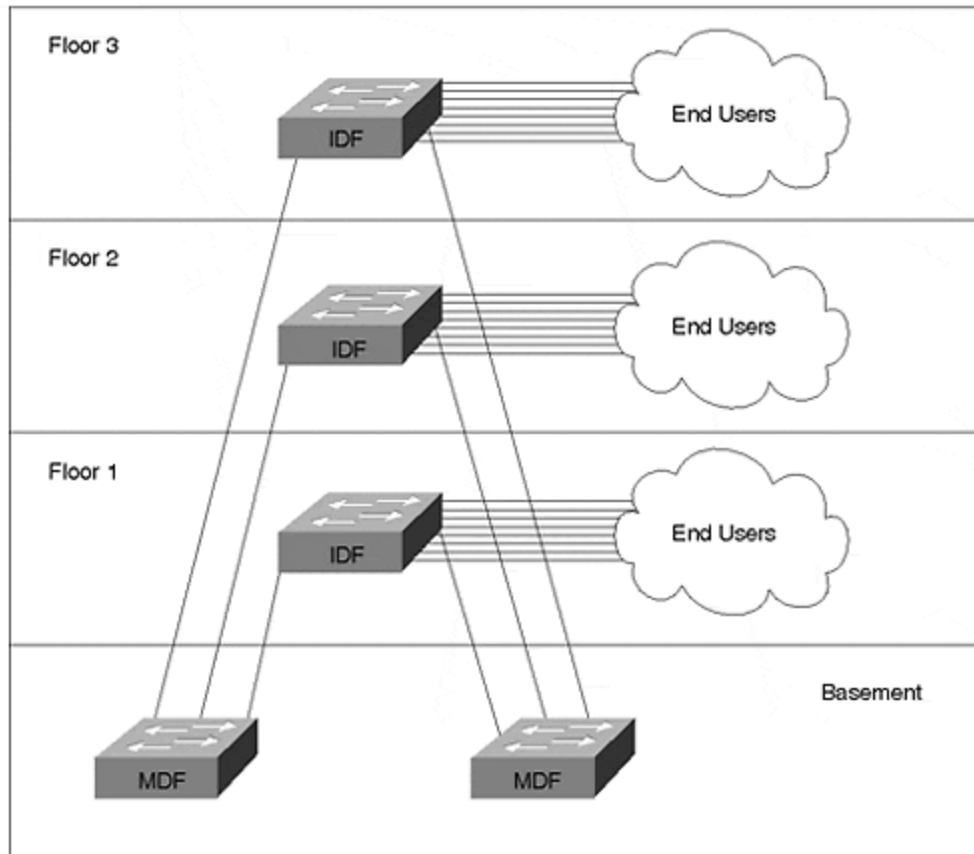 Floor 3
IDF
End Users
Floor 2
IDF
End Users
Floor 1
IDF
End Users
Basement
MDF
MDF